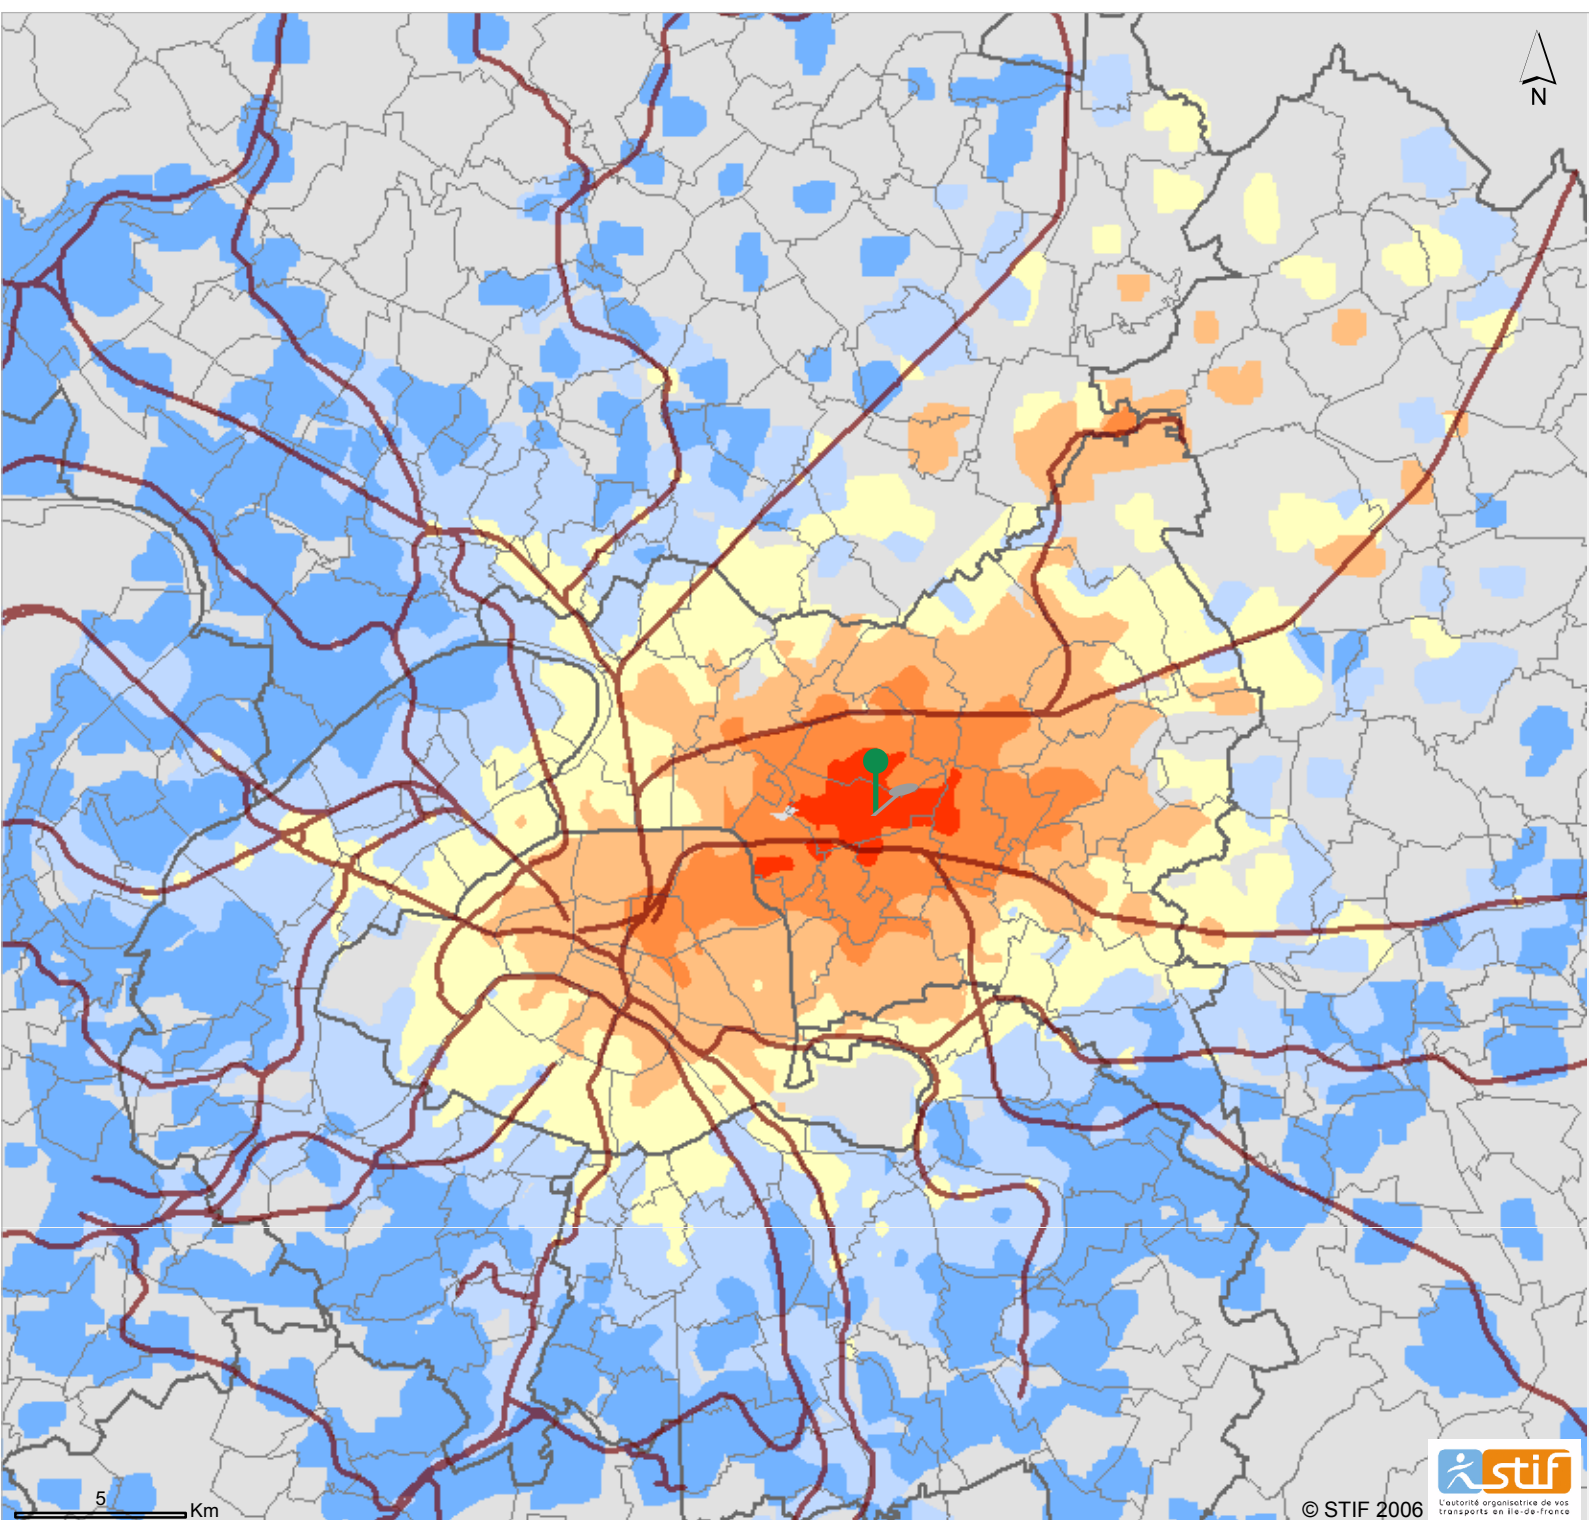 N
5
Km
© STIF 2006
stif
L'autorité organisatrice de vos
transports en île-de-france